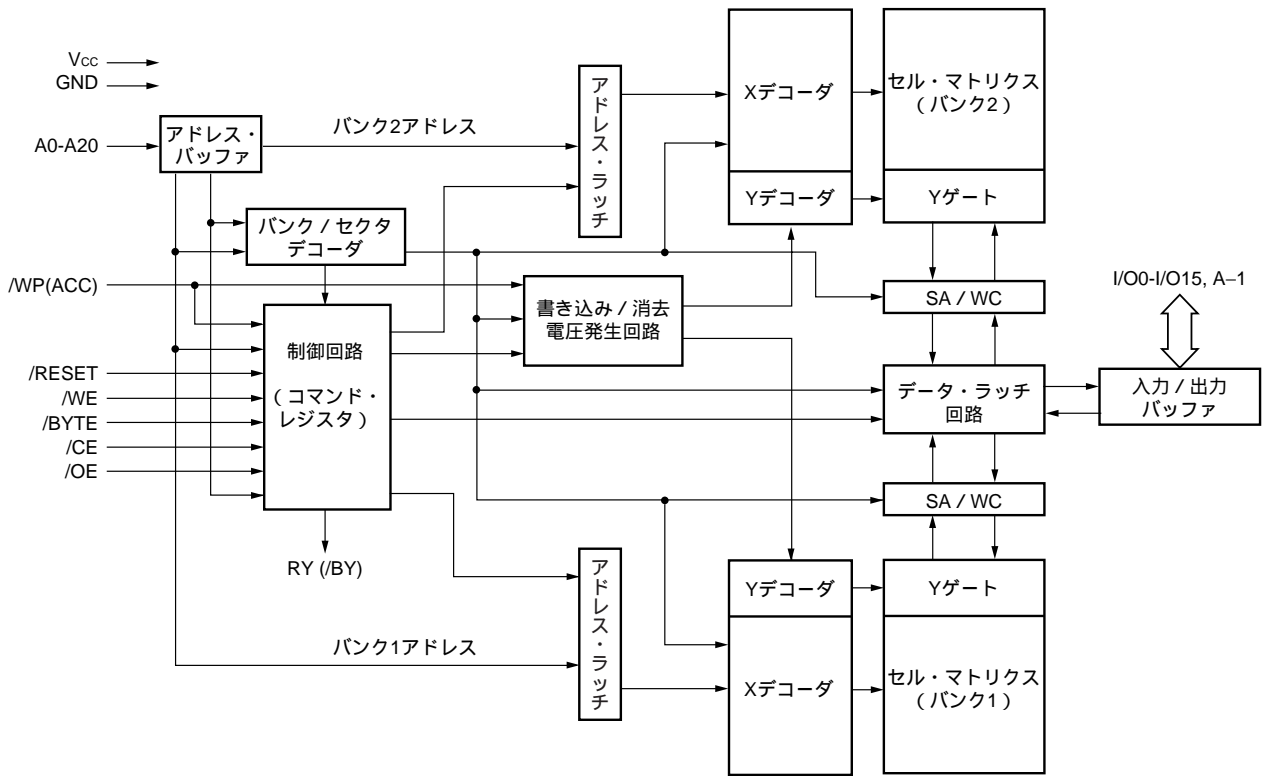 Vcc
GND
A0-A20
アドレス・
バッファ
バンク2アドレス
アドレス・ラッチ
Xデコーダ
セル・マトリクス
（バンク2）
Yデコーダ
Yゲート
バンク／セクタ
デコーダ
/WP(ACC)
書き込み／消去
電圧発生回路
SA／WC
I/O0-I/O15, A–1
制御回路
（コマンド・
レジスタ）
/RESET
/WE
/BYTE
/CE
/OE
データ・ラッチ
回路
入力／出力
バッファ
SA／WC
RY (/BY)
アドレス・ラッチ
Yデコーダ
Yゲート
バンク1アドレス
Xデコーダ
セル・マトリクス
（バンク1）